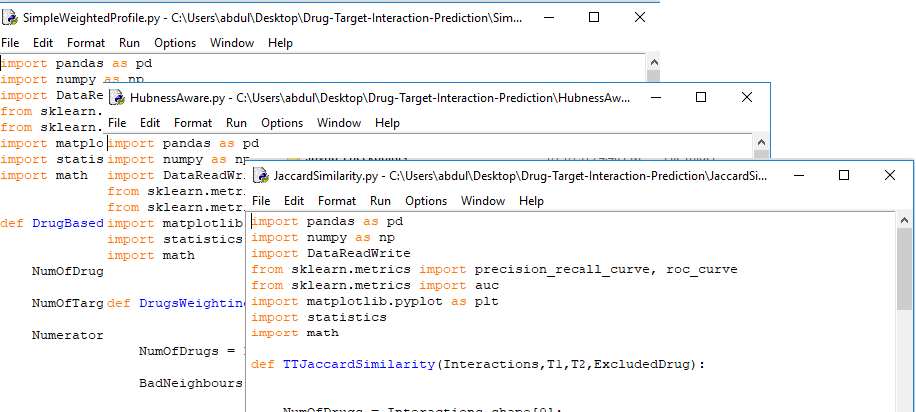 SimpleWeightedProfile.py - C:\Users\abdul\Desktop\Drug-Target-Interaction-Prediction\Sim...
File Edit Format Run Options Window Help
import pandas as pd
import numpy as np
import DataRe
from sklearn.
from sklearn.
import matplo
import statis
import math
def DrugBased
NumOfDrug
NumOfTarg
Numerator
HubnessAware.py - C:\Users\abdul\Desktop\Drug-Target-Interaction-Prediction\HubnessAw...
File Edit Format Run Options Window Help
import pandas as pd
import numpy as np
import DataReadWri
from sklearn.metri
from sklearn.metri
import matplotlib.
import statistics
import math
def DrugsWeighting
NumOfDrugs =
BadNeighbours
JaccardSimilarity.py - C:\Users\abdul\Desktop\Drug-Target-Interaction-Prediction\JaccardSi...
File Edit Format Run Options Window Help
import pandas as pd
import numpy as np
import DataReadWrite
from sklearn.metrics import precision_recall_curve, roc_curve
from sklearn.metrics import auc
import matplotlib.pyplot as plt
import statistics
import math
def TTJaccardSimilarity(Interactions,T1,T2,ExcludedDrug):
NumOfDrugs = Interactions.shape[0];